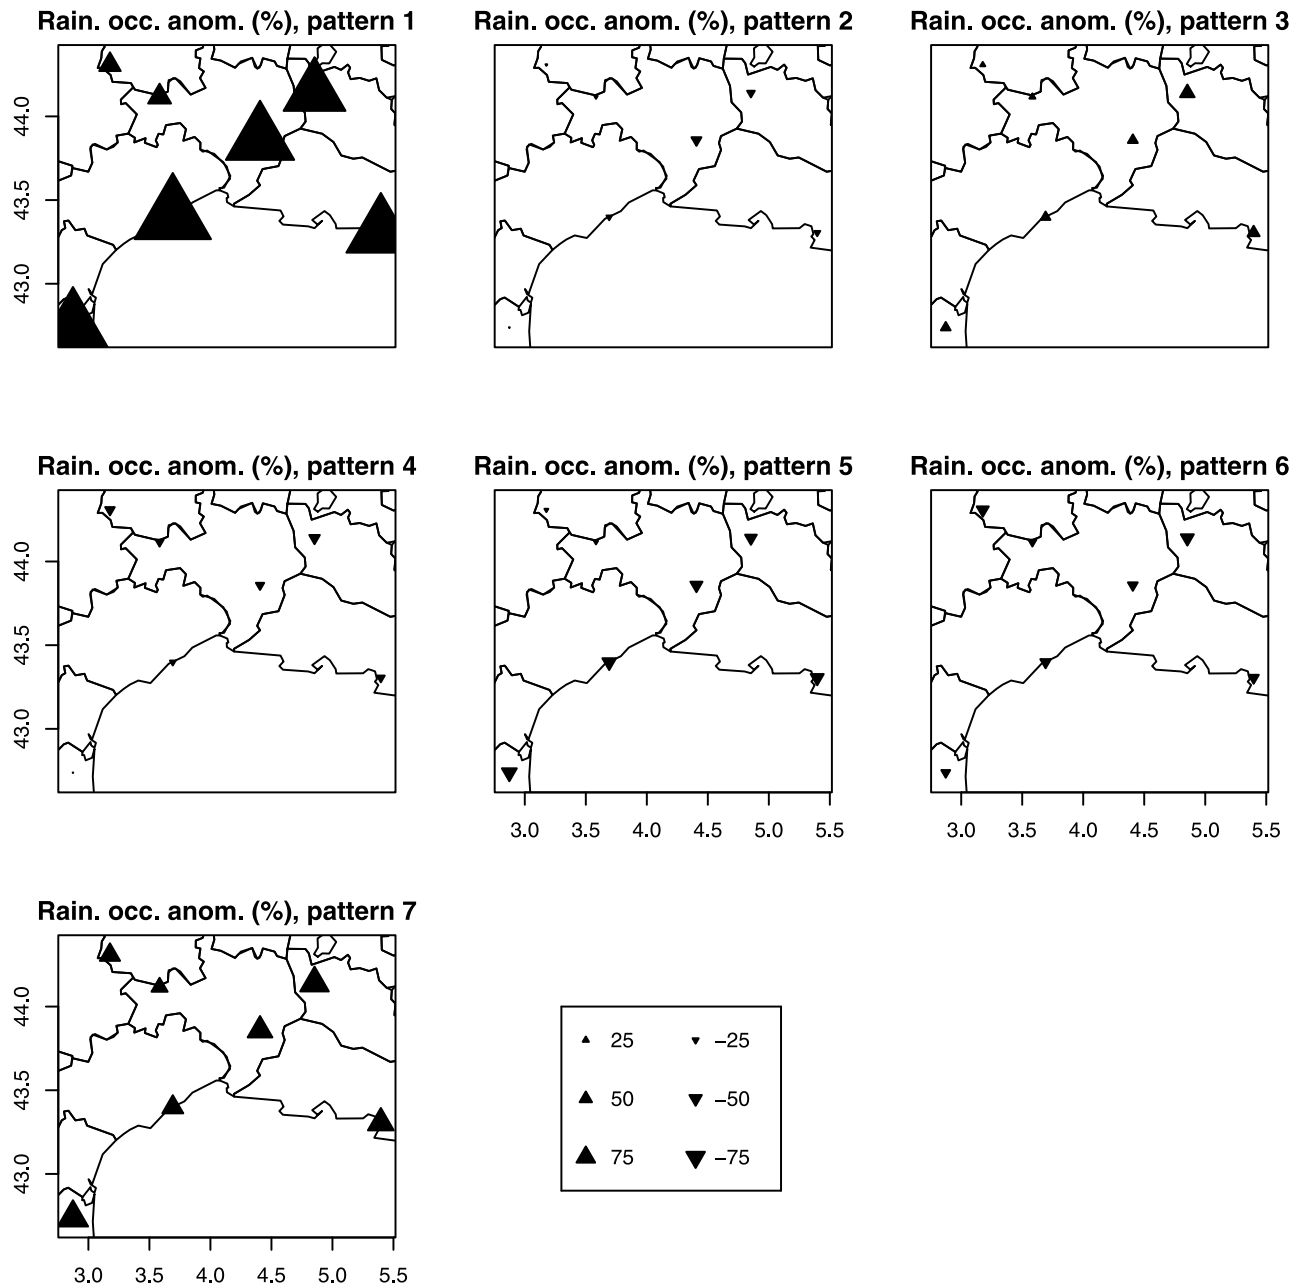 Rain. occ. anom. (%), pattern 1
Rain. occ. anom. (%), pattern 2
Rain. occ. anom. (%), pattern 3
44.0
43.5
43.0
Rain. occ. anom. (%), pattern 4
Rain. occ. anom. (%), pattern 5
Rain. occ. anom. (%), pattern 6
44.0
43.5
43.0
3.0 3.5 4.0 4.5 5.0 5.5
3.0 3.5 4.0 4.5 5.0 5.5
Rain. occ. anom. (%), pattern 7
44.0
43.5
43.0
3.0 3.5 4.0 4.5 5.0 5.5
25 −25
50 −50
75 −75